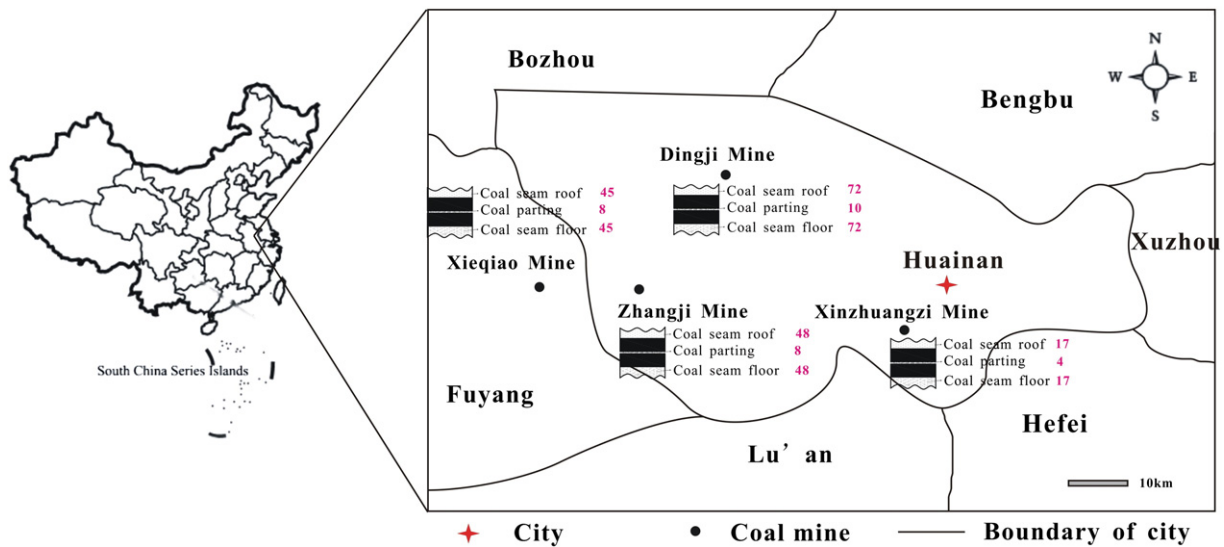 Bozhou
Bengbu
N
W E
S
Dingji Mine
Coal seam roof 45
Coal parting 8
Coal seam floor 45
Coal seam roof 72
Coal parting 10
Coal seam floor 72
Xuzhou
Xieqiao Mine
Huainan
Zhangji Mine
Xinzhuangzi Mine
Coal seam roof 48
Coal parting 8
Coal seam floor 48
Coal seam roof 17
Coal parting 4
Coal seam floor 17
South China Series Islands
Fuyang
Hefei
Lu’ an
10km
City
Coal mine
Boundary of city